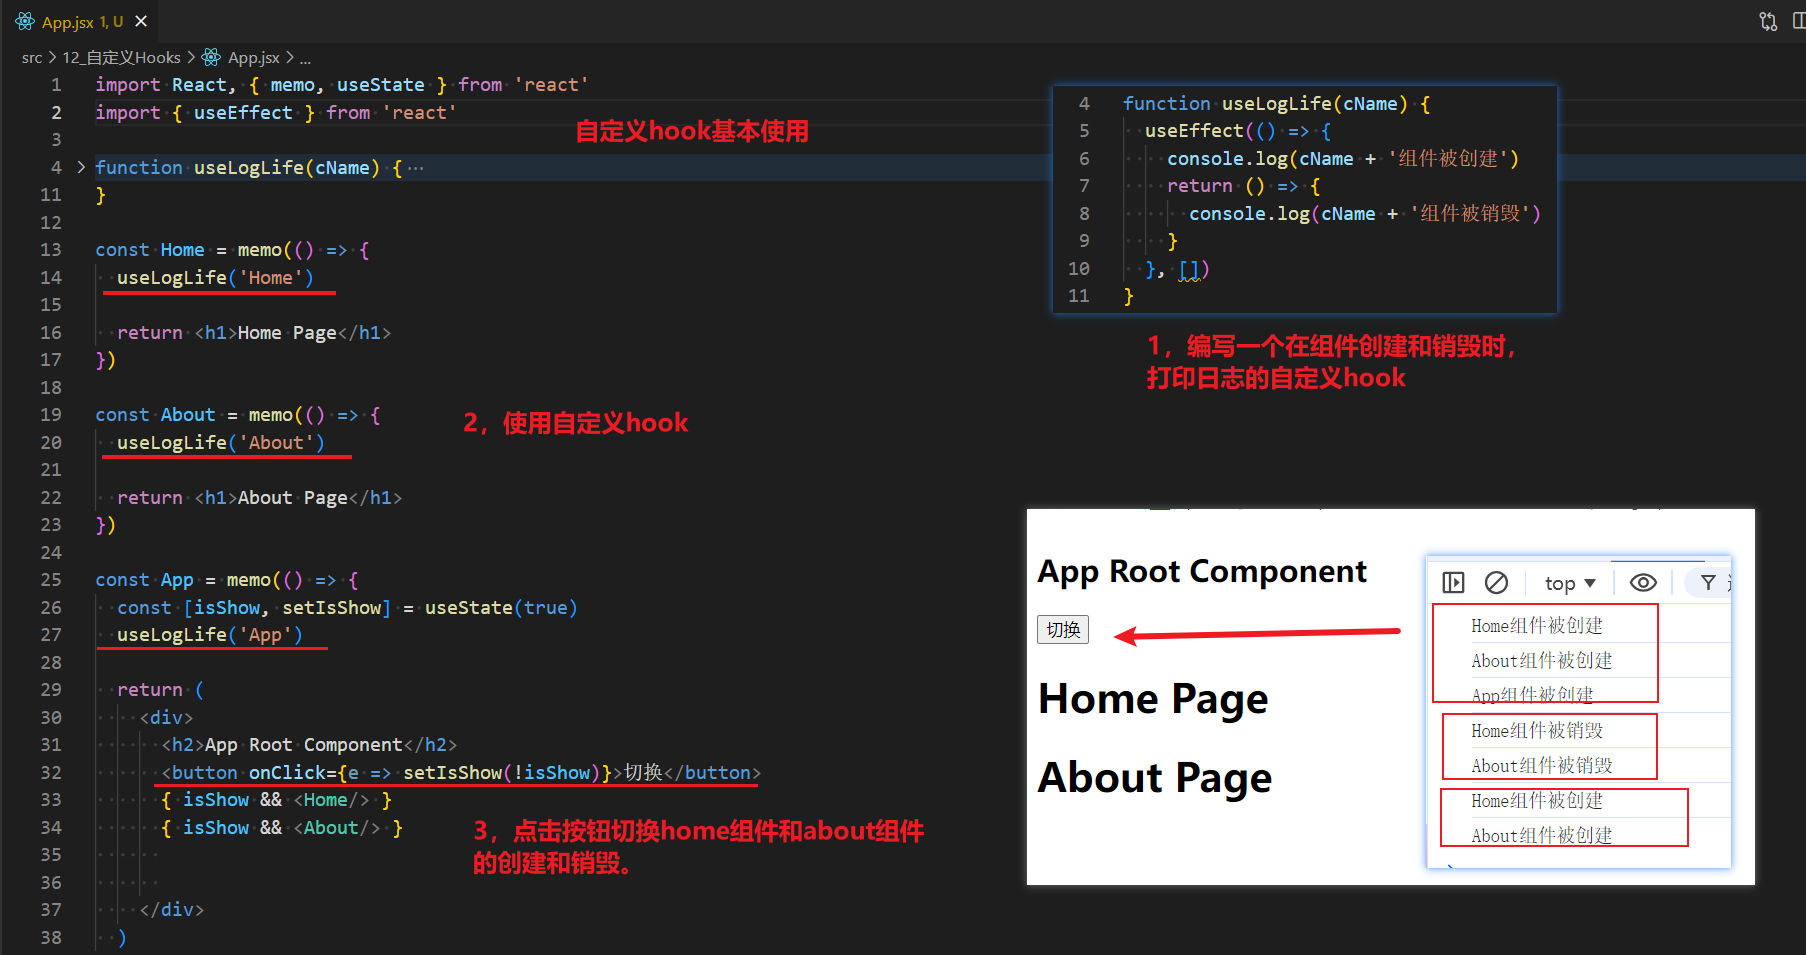 App.jsx 1, U
src > 12_自定义Hooks > App.jsx > ...
1 import React, { memo, useState } from 'react'
2 import { useEffect } from 'react'
自定义hook基本使用
3
4 function useLogLife(cName) { ...
11 }
12
13 const Home = memo(() => {
14 useLogLife('Home')
15
16 return <h1>Home Page</h1>
17 })
18
19 const About = memo(() => {
20 useLogLife('About')
21
22 return <h1>About Page</h1>
23 })
24
25 const App = memo(() => {
26 const [isShow, setIsShow] = useState(true)
27 useLogLife('App')
28
29 return (
30 <div>
31 <h2>App Root Component</h2>
32 <button onClick={e => setIsShow(!isShow)}>切换</button>
33 { isShow && <Home/> }
34 { isShow && <About/> }
35
36
37 </div>
38 )
4 function useLogLife(cName) {
5 useEffect(() => {
6 console.log(cName + '组件被创建')
7 return () => {
8 console.log(cName + '组件被销毁')
9 }
10 }, [])
11 }
1，编写一个在组件创建和销毁时，
打印日志的自定义hook
2，使用自定义hook
3，点击按钮切换home组件和about组件
的创建和销毁。
App Root Component
切换
Home Page
About Page
top
Home组件被创建
About组件被创建
App组件被创建
Home组件被销毁
About组件被销毁
Home组件被创建
About组件被创建